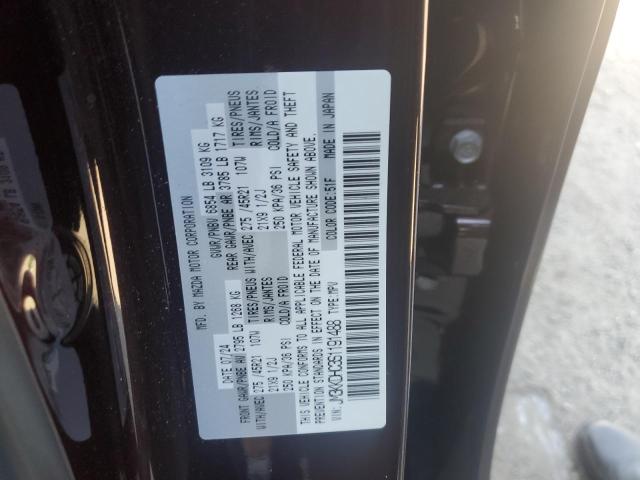 MFD. BY MAZDA MOTOR CORPORATION
DATE 07/24 GVWR/PNBV 6854 LB 3109 KG
FRONT GAWR/PNBE AV 2795 LB 1268 KG REAR GAWR/PNBE AR 3785 LB 1717 KG
WITH/AVEC 275 /45R21 107W TIRES/PNEUS WITH/AVEC 275 /45R21 107W TIRES/PNEUS
21X9 1/2J RIMS/JANTES 21X9 1/2J RIMS/JANTES
250 KPA/36 PSI COLD/A FROID 250 KPA/36 PSI COLD/A FROID
THIS VEHICLE CONFORMS TO ALL APPLICABLE FEDERAL MOTOR VEHICLE SAFETY AND THEFT
PREVENTION STANDARDS IN EFFECT ON THE DATE OF MANUFACTURE SHOWN ABOVE.
VIN: JM3KKDHC3S1191488 TYPE:MPV COLOR CODE:51F MADE IN JAPAN